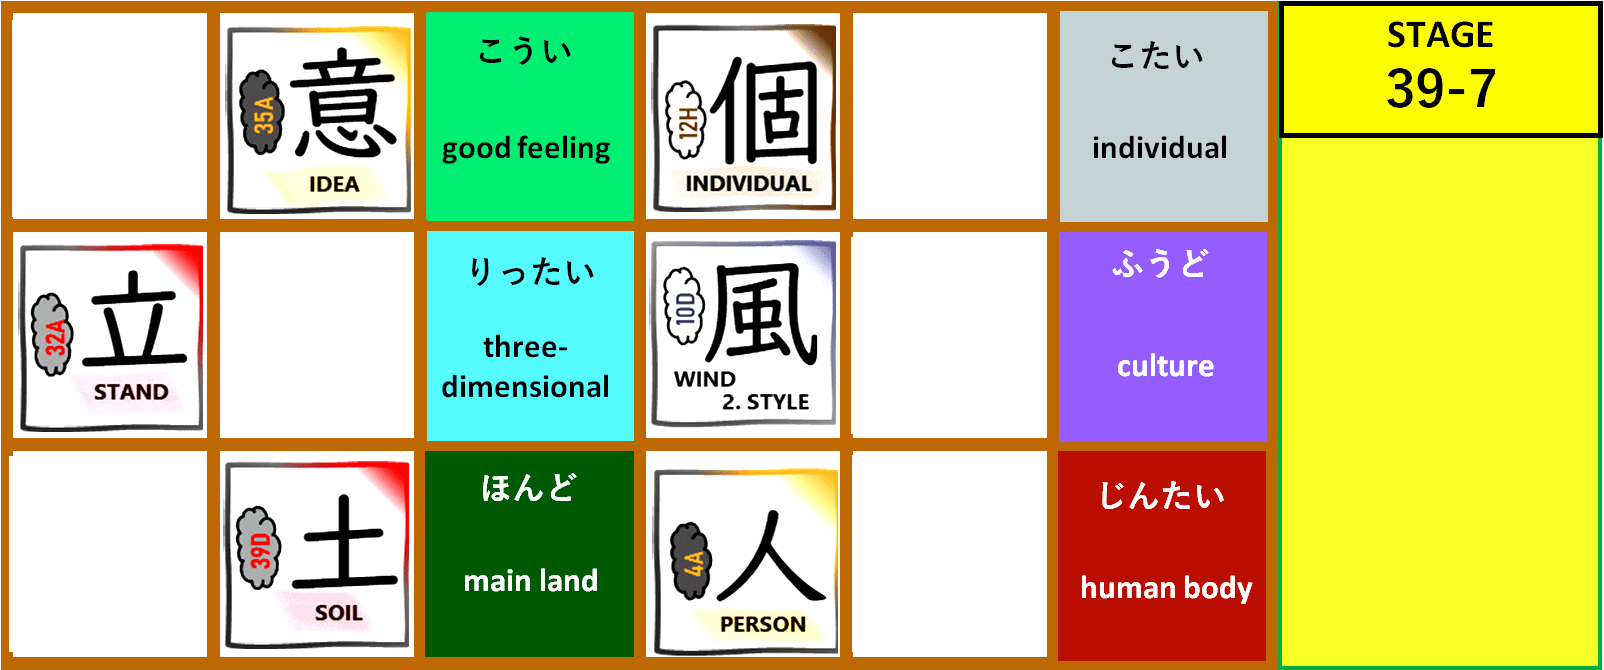 35A
意
IDEA
こうい
good feeling
12H
個
INDIVIDUAL
こたい
individual
STAGE
39-7
32A
立
STAND
りったい
three-
dimensional
10D
風
WIND
2. STYLE
ふうど
culture
39D
土
SOIL
ほんど
main land
4A
人
PERSON
じんたい
human body